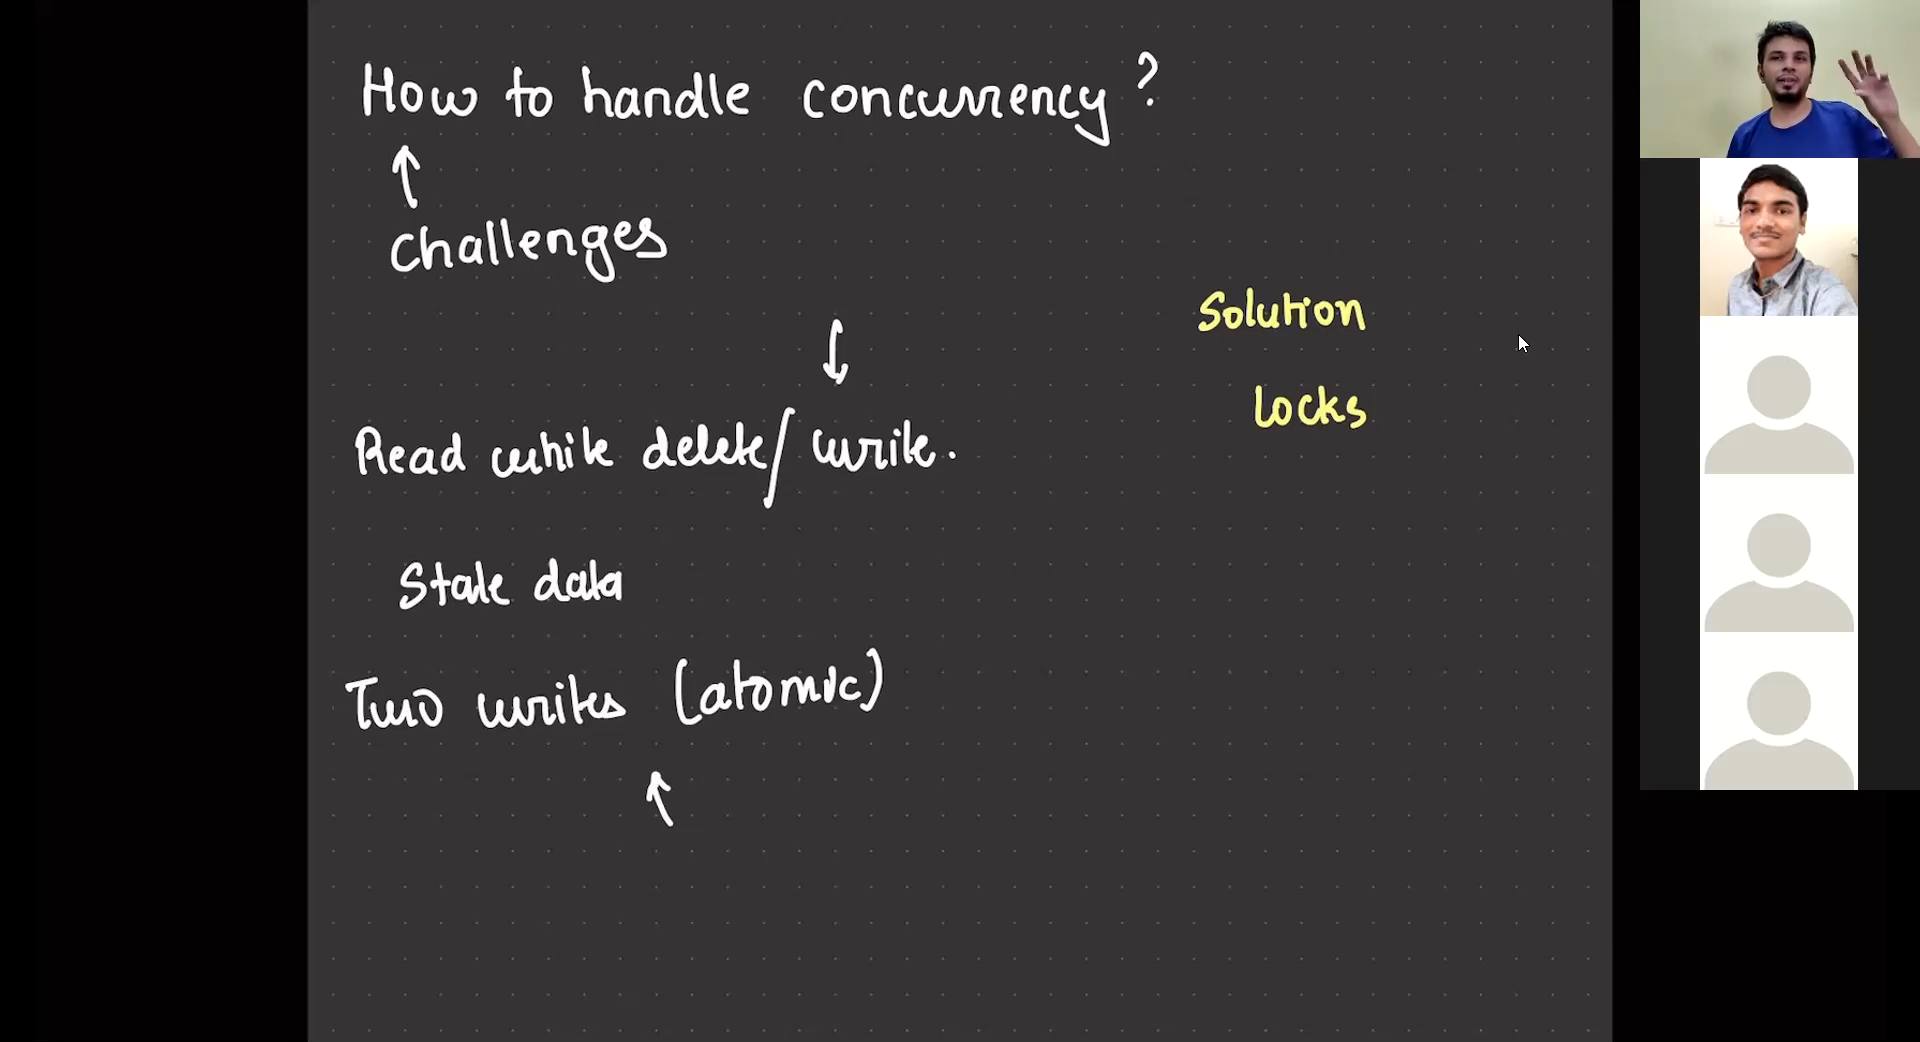 How to handle concurrency?
Challenges
Solution
locks
Read while delete/write.
Stale data
Two writes (atomic)